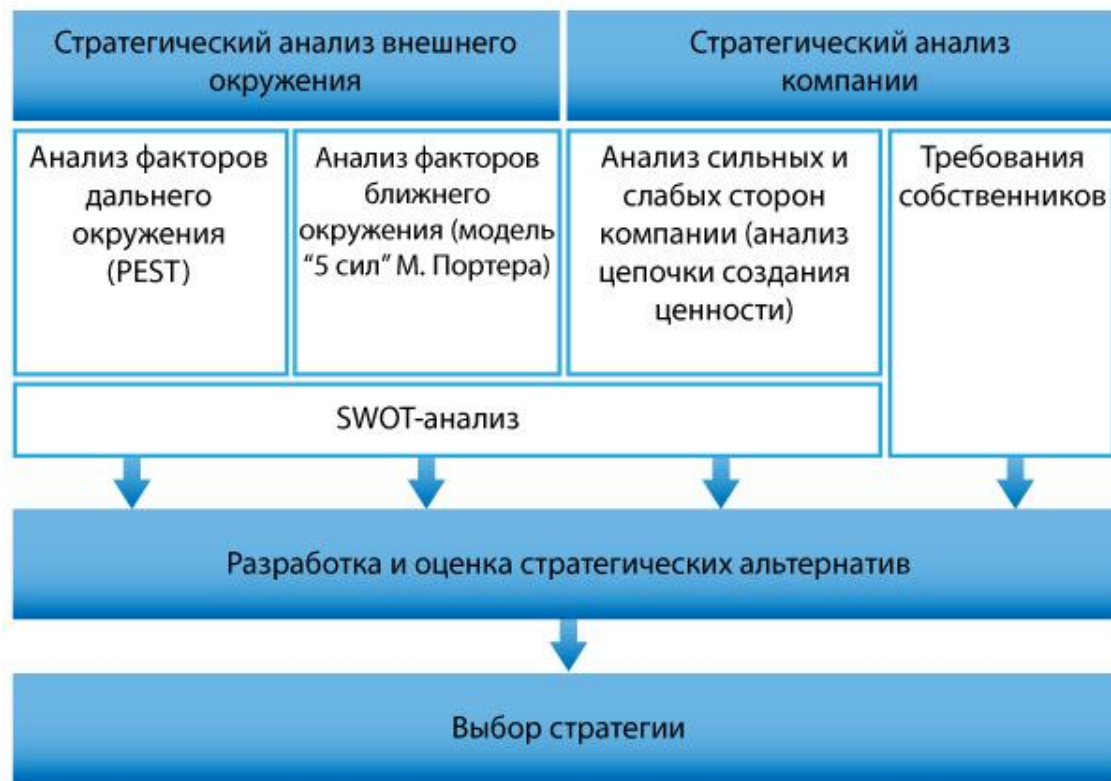 Стратегический анализ внешнего
окружения
Стратегический анализ
компании
Анализ факторов
дальнего
окружения
(PEST)
Анализ факторов
ближнего
окружения (модель
“5 сил” М. Портера)
Анализ сильных и
слабых сторон
компании (анализ
цепочки создания
ценности)
Требования
собственников
SWOT-анализ
Разработка и оценка стратегических альтернатив
Выбор стратегии